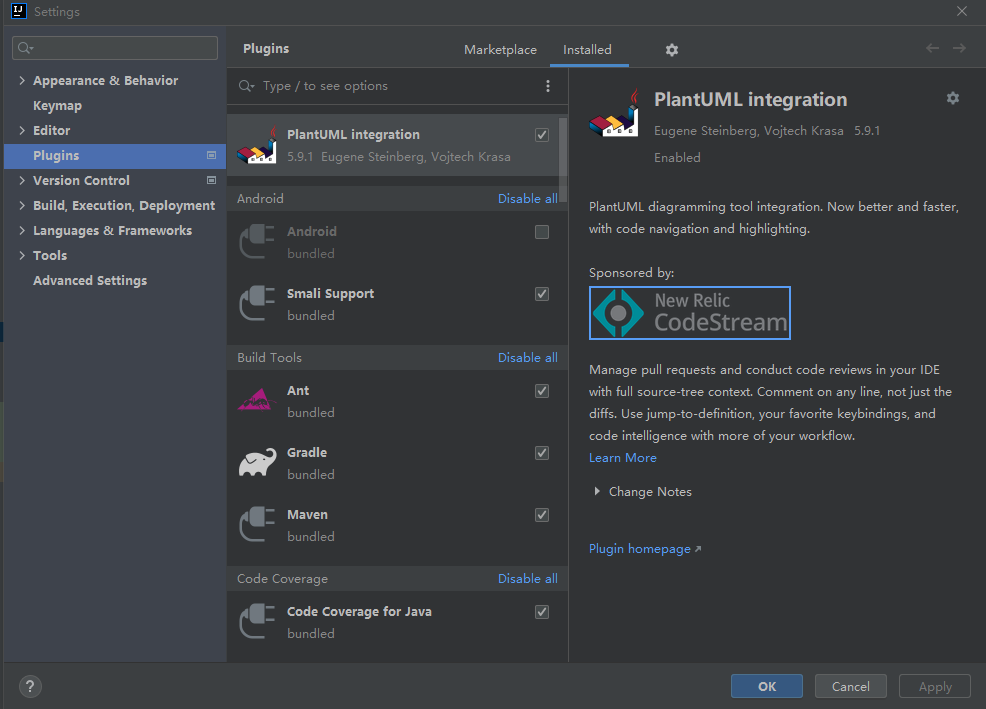 IJ
Settings
Appearance & Behavior
Keymap
Editor
Plugins
Version Control
Build, Execution, Deployment
Languages & Frameworks
Tools
Advanced Settings
Plugins
Marketplace
Installed
Type / to see options
PlantUML integration
5.9.1 Eugene Steinberg, Vojtech Krasa
Android
Disable all
Android
bundled
Smali Support
bundled
Build Tools
Disable all
Ant
bundled
Gradle
bundled
Maven
bundled
Code Coverage
Disable all
Code Coverage for Java
bundled
PlantUML integration
Eugene Steinberg, Vojtech Krasa 5.9.1
Enabled
PlantUML diagramming tool integration. Now better and faster,
with code navigation and highlighting.
Sponsored by:
New Relic
CodeStream
Manage pull requests and conduct code reviews in your IDE
with full source-tree context. Comment on any line, not just the
diffs. Use jump-to-definition, your favorite keybindings, and
code intelligence with more of your workflow.
Learn More
Change Notes
Plugin homepage
?
OK
Cancel
Apply